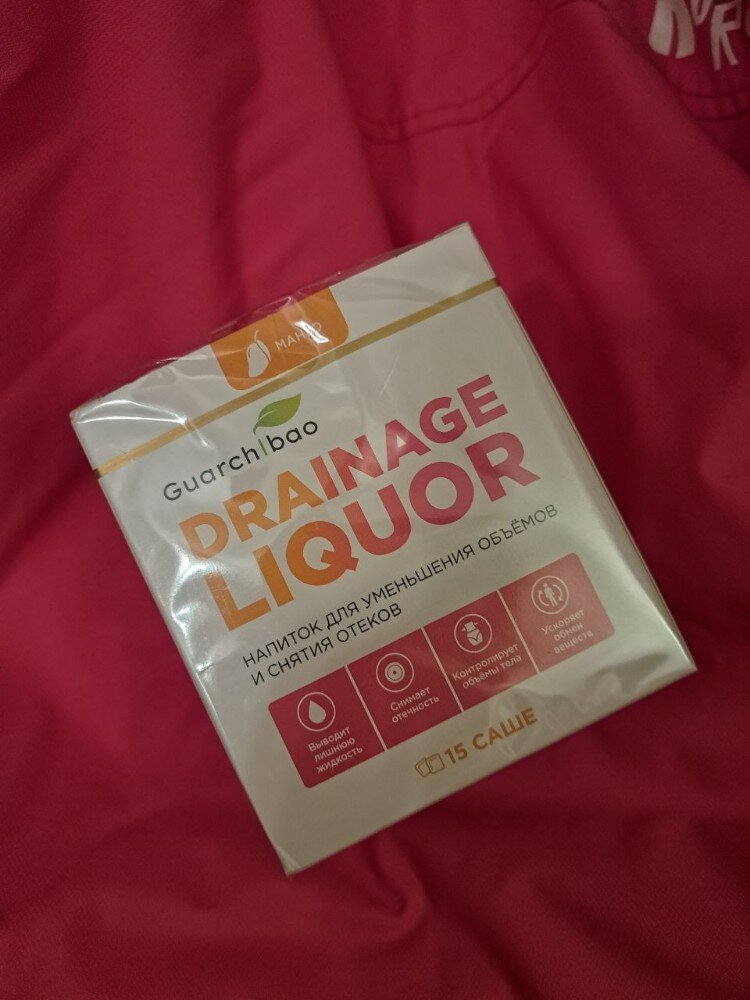 МАНГО
Guarchibao
DRAINAGE
LIQUOR
НАПИТОК ДЛЯ УМЕНЬШЕНИЯ ОБЪЁМОВ
И СНЯТИЯ ОТЕКОВ
Выводит
лишнюю
жидкость
Снимает
отечность
Контролирует
объёмы тела
Ускоряет
обмен
веществ
15 САШЕ